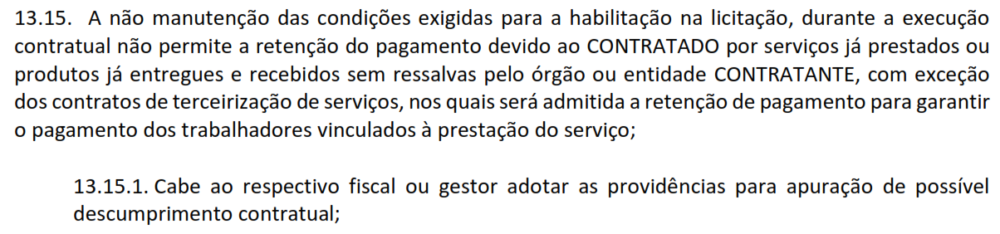 13.15. A não manutenção das condições exigidas para a habilitação na licitação, durante a execução
contratual não permite a retenção do pagamento devido ao CONTRATADO por serviços já prestados ou
produtos já entregues e recebidos sem ressalvas pelo órgão ou entidade CONTRATANTE, com exceção
dos contratos de terceirização de serviços, nos quais será admitida a retenção de pagamento para garantir
o pagamento dos trabalhadores vinculados à prestação do serviço;
13.15.1. Cabe ao respectivo fiscal ou gestor adotar as providências para apuração de possível
descumprimento contratual;